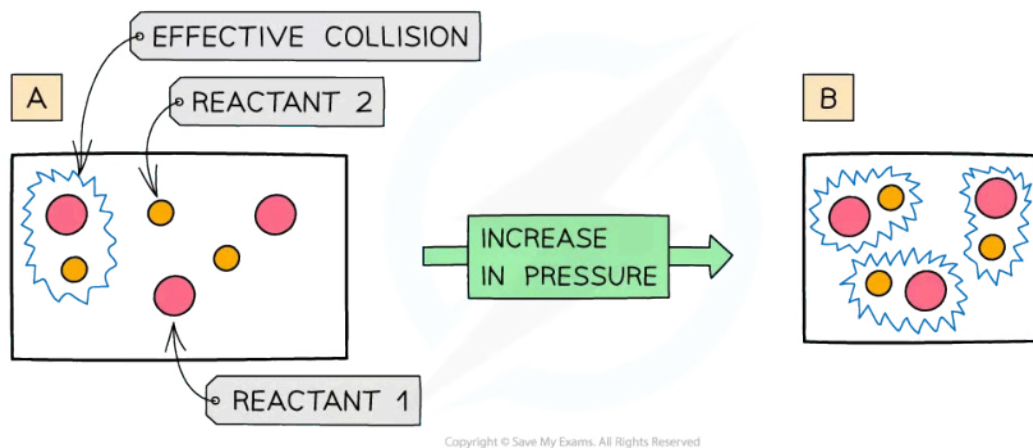 EFFECTIVE COLLISION
A
REACTANT 2
B
INCREASE
IN PRESSURE
REACTANT 1
Copyright © Save My Exams. All Rights Reserved